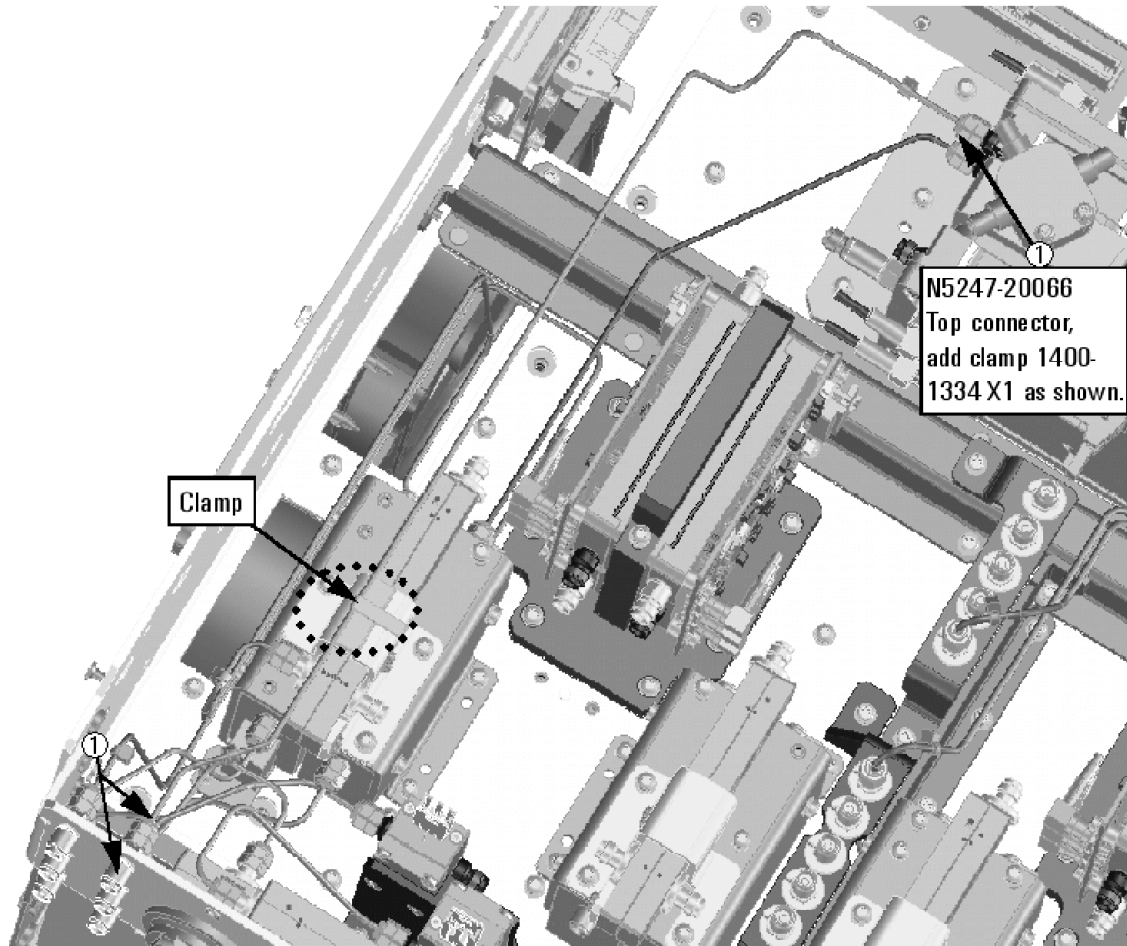 1
N5247-20066
Top connector,
add clamp 1400-
1334 X1 as shown.
Clamp
1